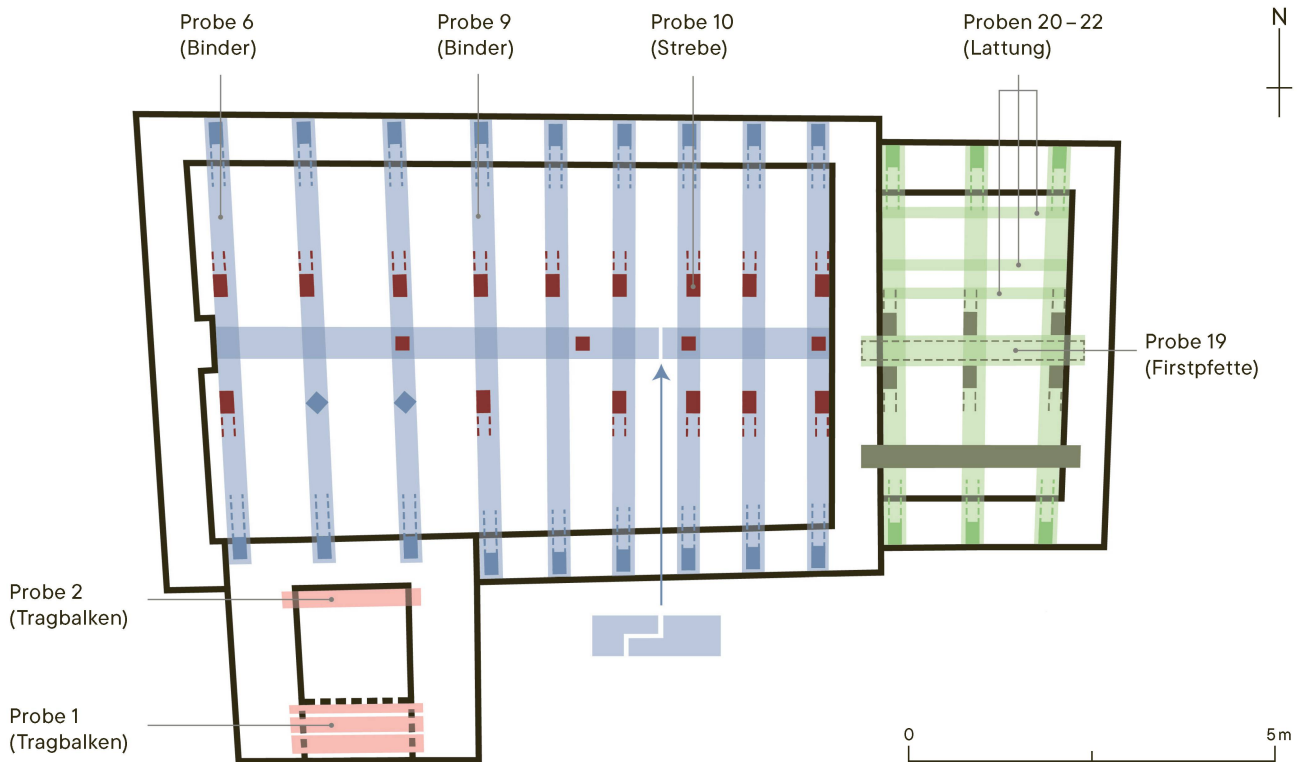 Probe 6
(Binder)
Probe 9
(Binder)
Probe 10
(Strebe)
Proben 20 – 22
(Lattung)
N
Probe 19
(Firstpfette)
Probe 2
(Tragbalken)
Probe 1
(Tragbalken)
0
5 m